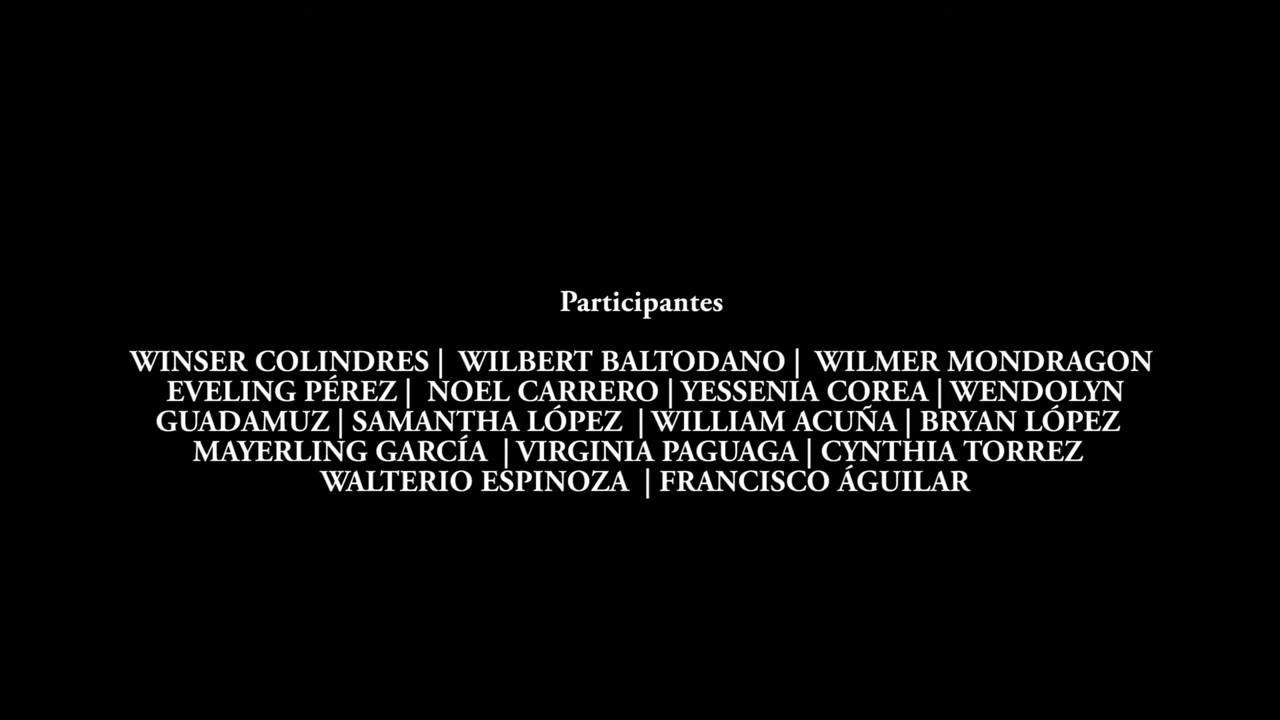 Participantes
WINSER COLINDRES | WILBERT BALTODANO | WILMER MONDRAGON
EVELING PÉREZ | NOEL CARRERO | YESSENIA COREA | WENDOLYN
GUADAMUZ | SAMANTHA LÓPEZ | WILLIAM ACUÑA | BRYAN LÓPEZ
MAYERLING GARCÍA | VIRGINIA PAGUAGA | CYNTHIA TORREZ
WALTERIO ESPINOZA | FRANCISCO ÁGUILAR